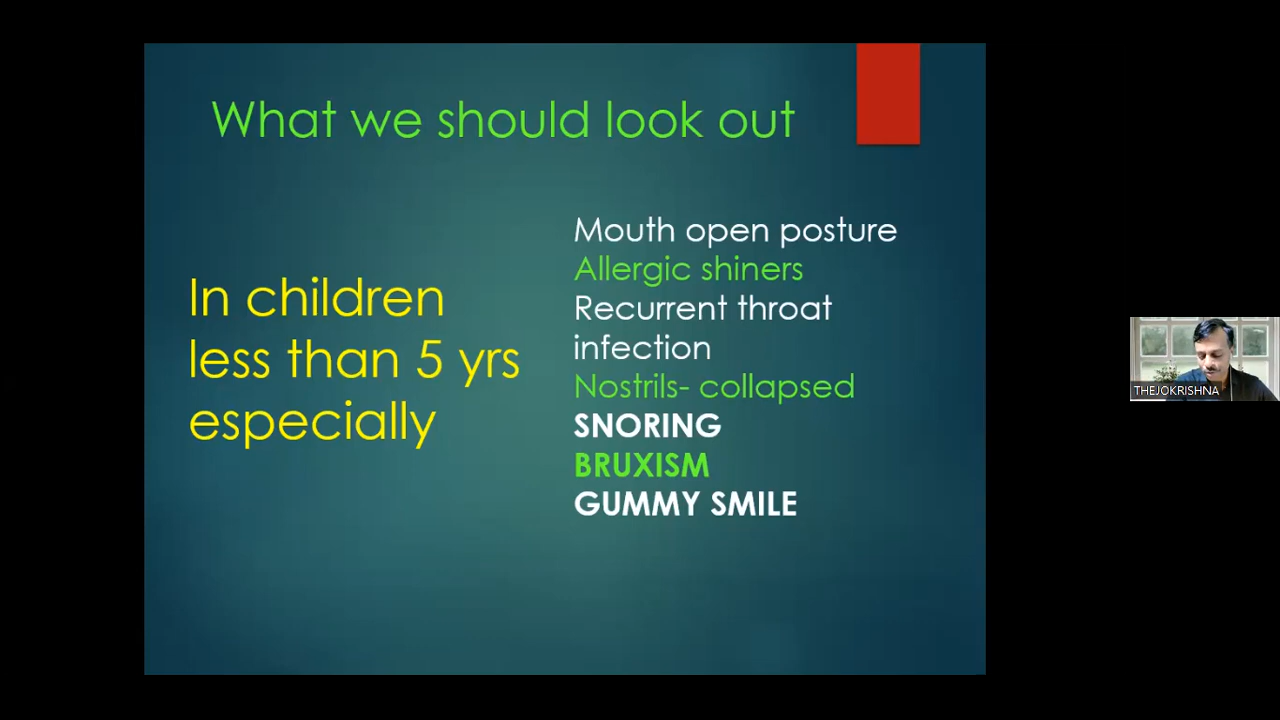 What we should look out
In children
less than 5 yrs
especially
Mouth open posture
Allergic shiners
Recurrent throat
infection
Nostrils- collapsed
SNORING
BRUXISM
GUMMY SMILE
THEJOKRISHNA